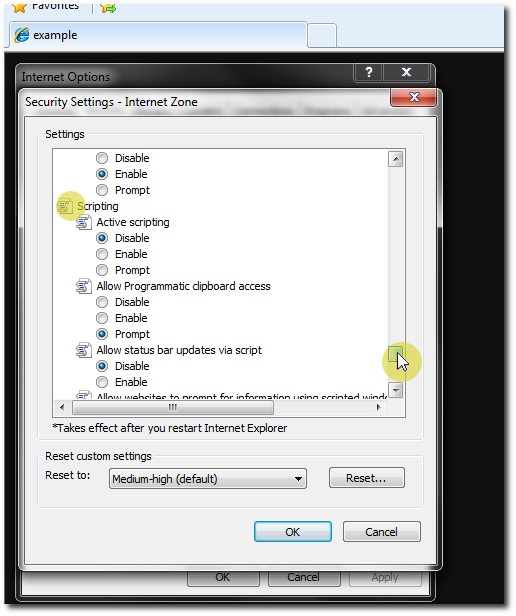 Favorites
example
Internet Options
?
Security Settings - Internet Zone
Settings
Disable
Enable
Prompt
Scripting
Active scripting
Disable
Enable
Prompt
Allow Programmatic clipboard access
Disable
Enable
Prompt
Allow status bar updates via script
Disable
Enable
Allow websites to prompt for information using scripted windo
*Takes effect after you restart Internet Explorer
Reset custom settings
Reset to: Medium-high (default) Reset...
OK Cancel
OK Cancel Apply